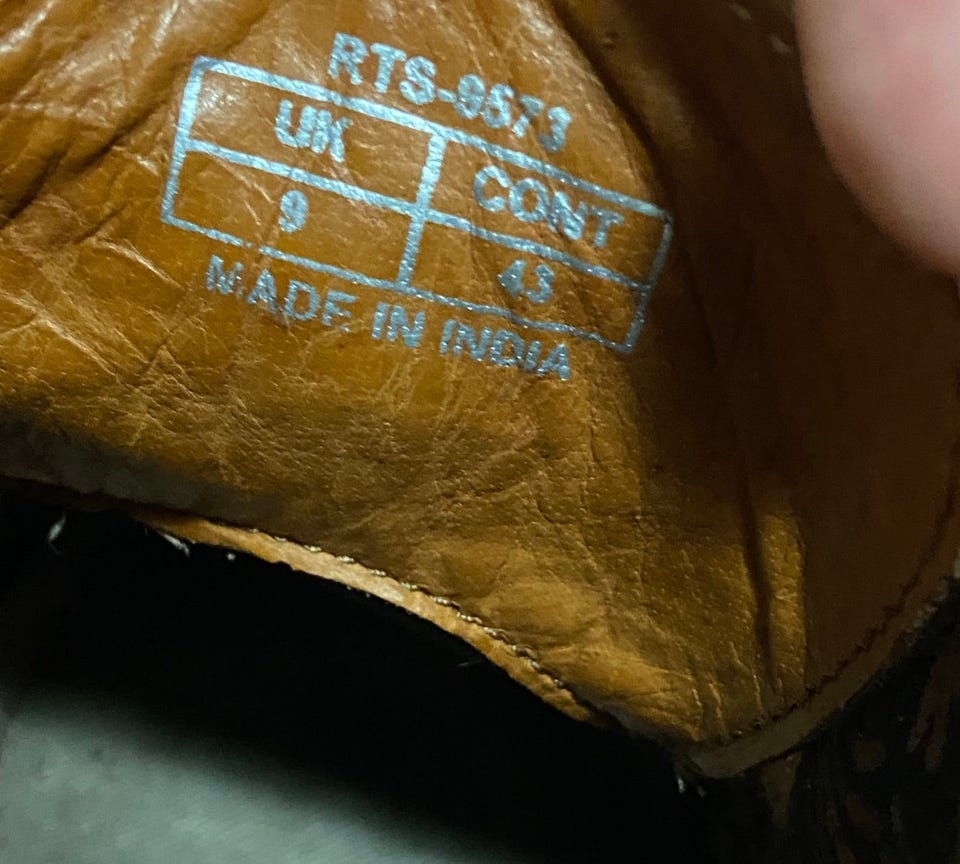 RTS-9573
UK CONT
9 43
MADE IN INDIA